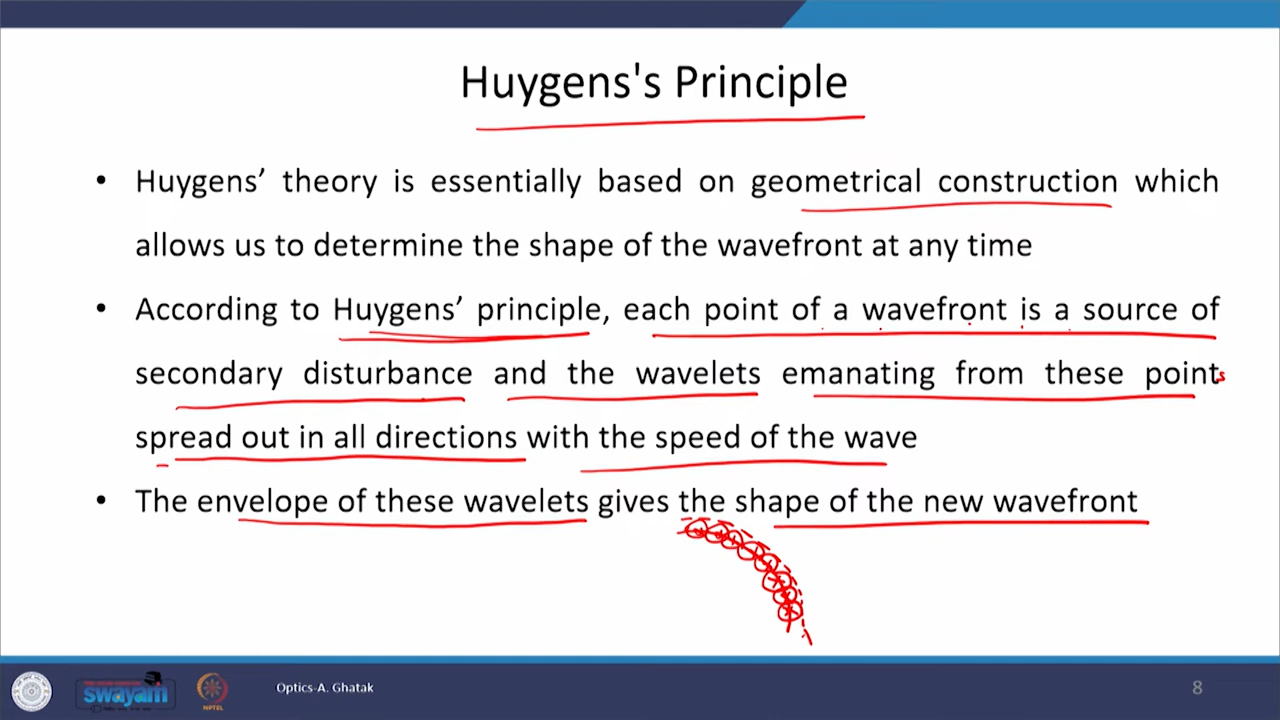 Huygens's Principle
• Huygens’ theory is essentially based on geometrical construction which
allows us to determine the shape of the wavefront at any time
• According to Huygens’ principle, each point of a wavefront is a source of
secondary disturbance and the wavelets emanating from these points
spread out in all directions with the speed of the wave
• The envelope of these wavelets gives the shape of the new wavefront
swayam
NPTEL
Optics-A. Ghatak
8